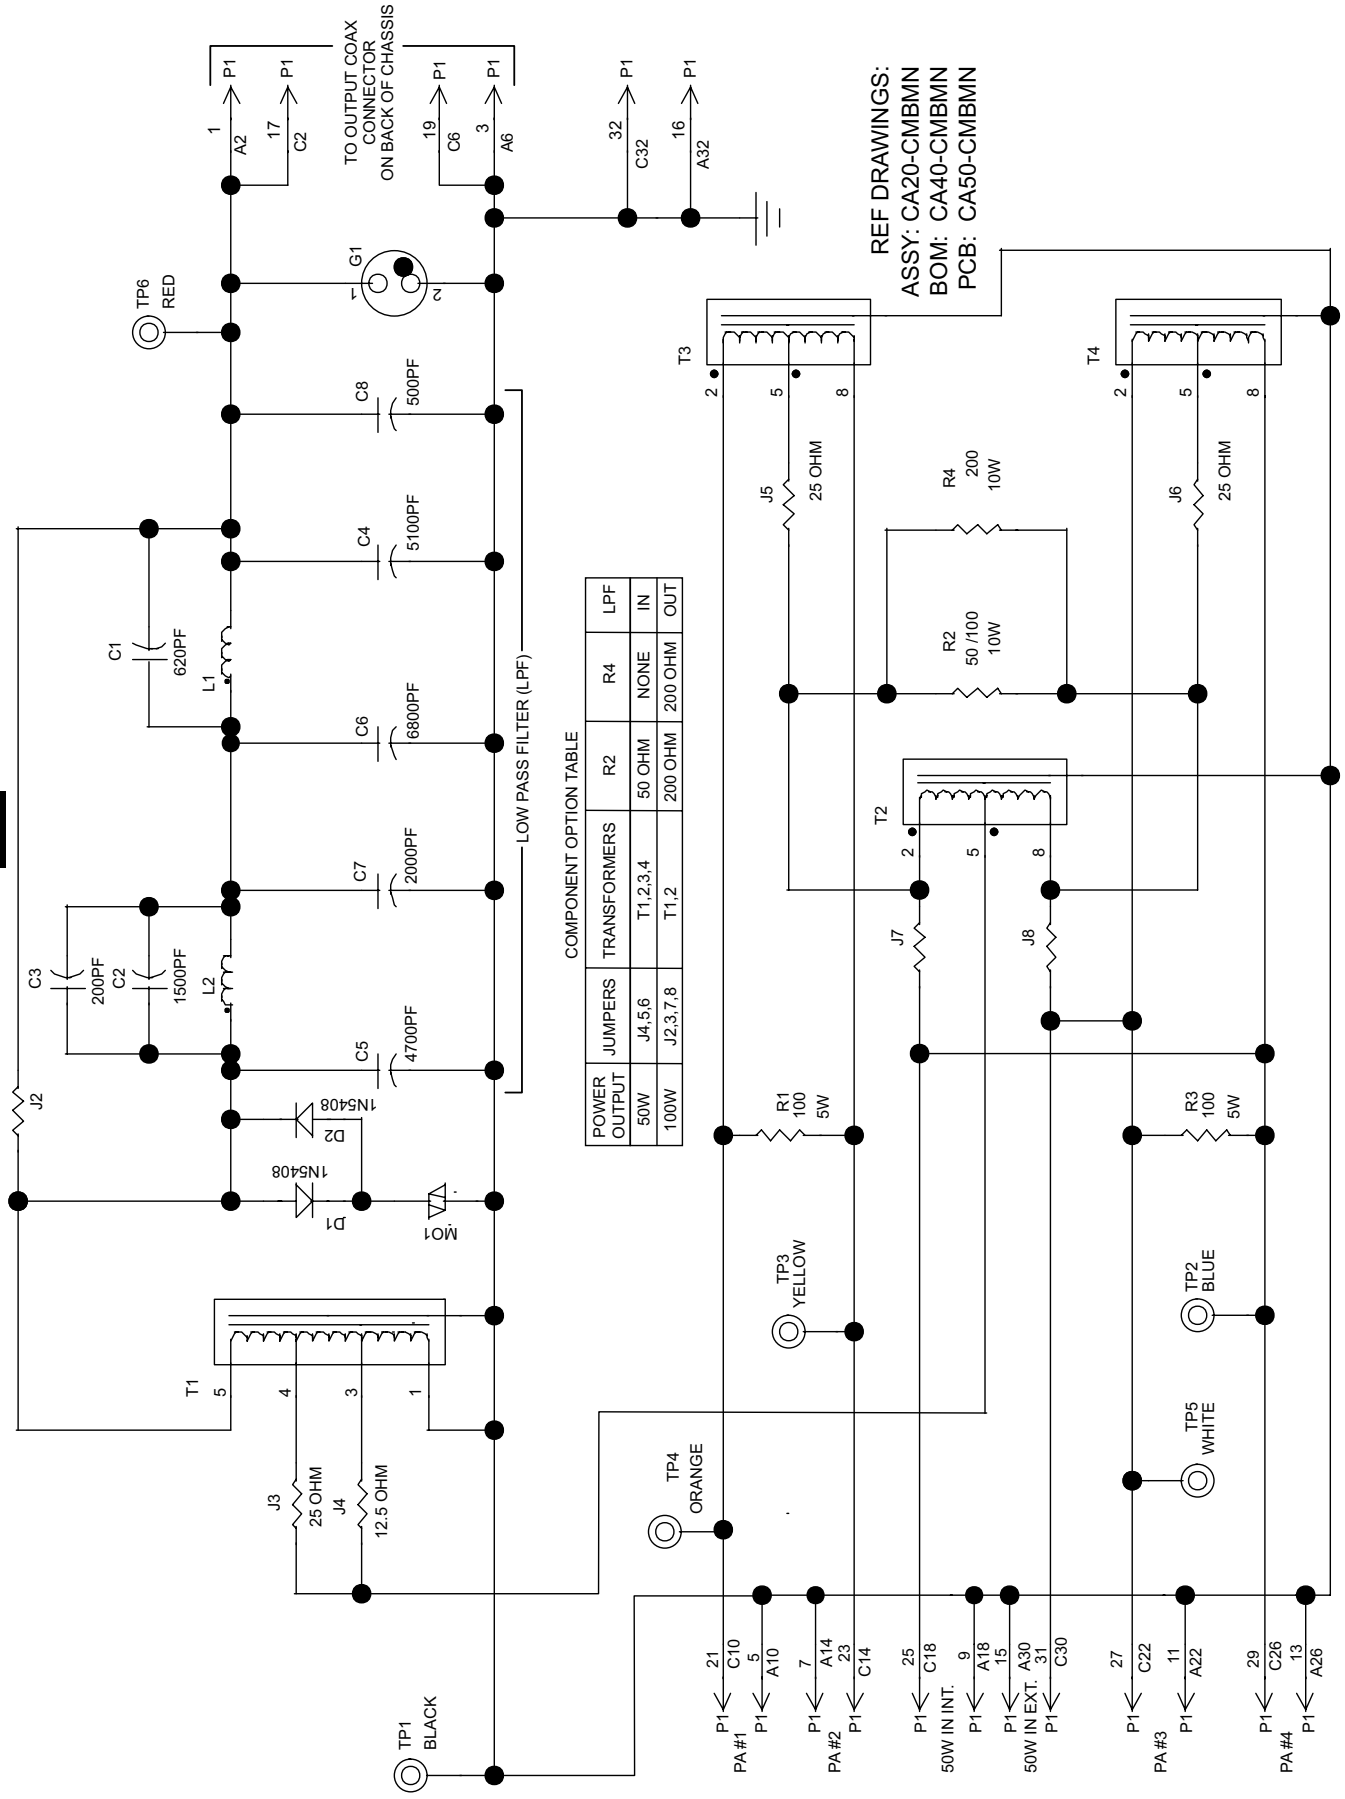 TP1
BLACK
T1
5
4
3
1
J3
25 OHM
J4
12.5 OHM
J2
D1
1N5408
D2
1N5408
MO1
C3
200PF
C2
1500PF
L2
C5
4700PF
C7
2000PF
C6
6800PF
C1
620PF
L1
C4
5100PF
C8
500PF
LOW PASS FILTER (LPF)
TP6
RED
G1
1
2
1
A2
P1
17
C2
P1
19
C6
P1
3
A6
P1
TO OUTPUT COAX
CONNECTOR
ON BACK OF CHASSIS
32
C32
P1
16
A32
P1
COMPONENT OPTION TABLE
POWER OUTPUT JUMPERS TRANSFORMERS R2 R4 LPF
50W J4,5,6 T1,2,3,4 50 OHM NONE IN
100W J2,3,7,8 T1,2 200 OHM 200 OHM OUT
REF DRAWINGS:
ASSY: CA20-CMBMN
BOM: CA40-CMBMN
PCB: CA50-CMBMN
TP4
ORANGE
TP3
YELLOW
R1
100
5W
T3
2
5
8
J5
25 OHM
R4
200
10W
R2
50 /100
10W
J7
J8
T2
2
5
8
J6
25 OHM
T4
2
5
8
R3
100
5W
TP5
WHITE
TP2
BLUE
P1
21
C10
PA #1
P1
5
A10
P1
7
A14
PA #2
P1
23
C14
P1
25
C18
50W IN INT.
P1
9
A18
P1
15
A30
50W IN EXT.
P1
31
C30
P1
27
C22
PA #3
P1
11
A22
P1
29
C26
PA #4
P1
13
A26